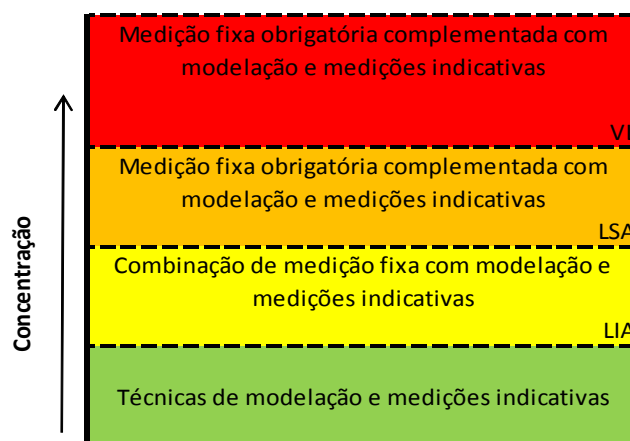 Medição fixa obrigatória complementada com
modelação e medições indicativas
VL
Medição fixa obrigatória complementada com
modelação e medições indicativas
LSA
Combinação de medição fixa com modelação e
medições indicativas
LIA
Técnicas de modelação e medições indicativas
Concentração